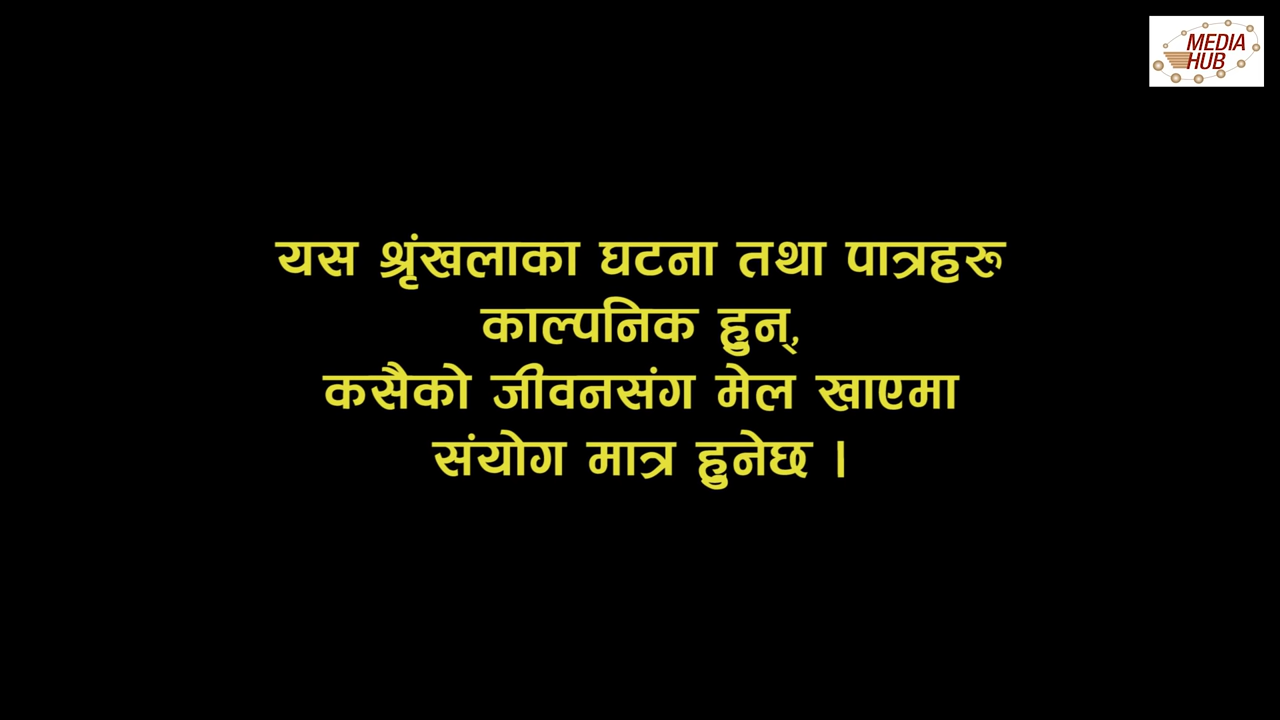 MEDIA
HUB
यस श्रृंखलाका घटना तथा पात्रहरु
काल्पनिक हुन्,
कसैको जीवनसंग मेल खाएमा
संयोग मात्र हुनेछ ।